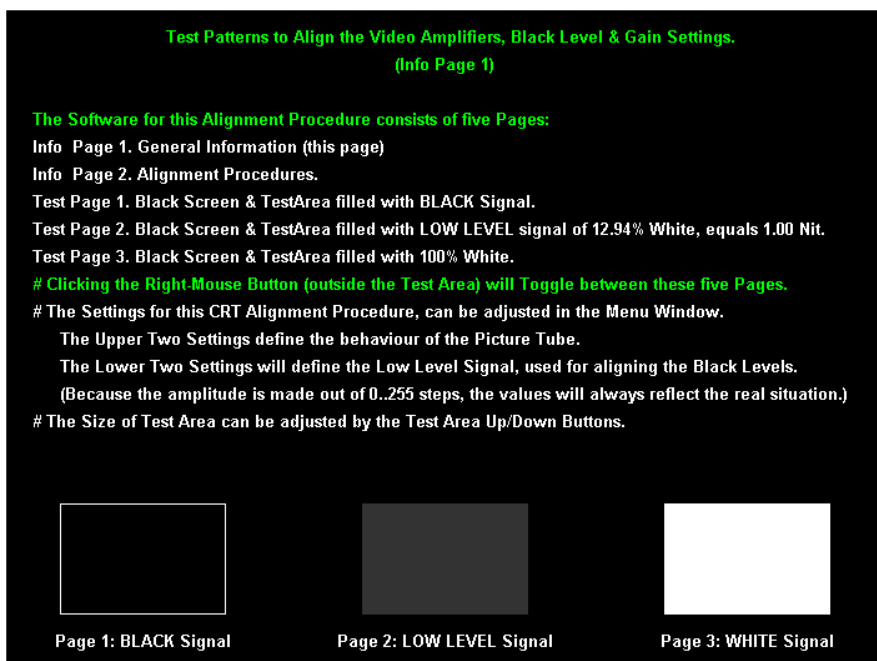 Test Patterns to Align the Video Amplifiers, Black Level & Gain Settings.
(Info Page 1)
The Software for this Alignment Procedure consists of five Pages:
Info Page 1. General Information (this page)
Info Page 2. Alignment Procedures.
Test Page 1. Black Screen & TestArea filled with BLACK Signal.
Test Page 2. Black Screen & TestArea filled with LOW LEVEL signal of 12.94% White, equals 1.00 Nit.
Test Page 3. Black Screen & TestArea filled with 100% White.
# Clicking the Right-Mouse Button (outside the Test Area) will Toggle between these five Pages.
# The Settings for this CRT Alignment Procedure, can be adjusted in the Menu Window.
The Upper Two Settings define the behaviour of the Picture Tube.
The Lower Two Settings will define the Low Level Signal, used for aligning the Black Levels.
(Because the amplitude is made out of 0..255 steps, the values will always reflect the real situation.)
# The Size of Test Area can be adjusted by the Test Area Up/Down Buttons.
Page 1: BLACK Signal
Page 2: LOW LEVEL Signal
Page 3: WHITE Signal